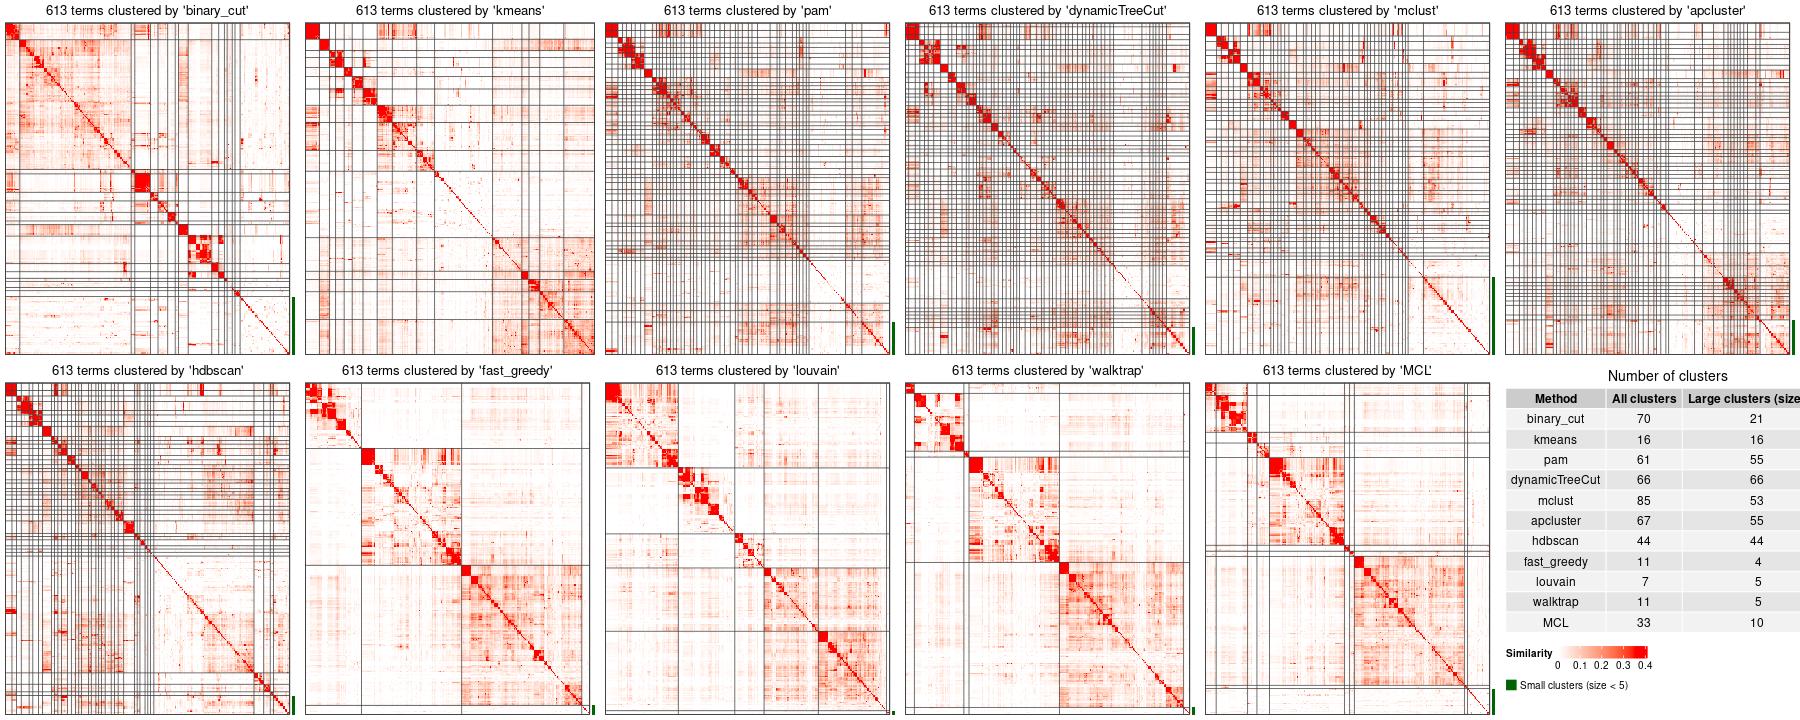 613 terms clustered by 'binary_cut'
613 terms clustered by 'kmeans'
613 terms clustered by 'pam'
613 terms clustered by 'dynamicTreeCut'
613 terms clustered by 'mclust'
613 terms clustered by 'apcluster'
613 terms clustered by 'hdbscan'
613 terms clustered by 'fast_greedy'
613 terms clustered by 'louvain'
613 terms clustered by 'walktrap'
613 terms clustered by 'MCL'
Number of clusters
Method All clusters Large clusters (size
binary_cut 70 21
kmeans 16 16
pam 61 55
dynamicTreeCut 66 66
mclust 85 53
apcluster 67 55
hdbscan 44 44
fast_greedy 11 4
louvain 7 5
walktrap 11 5
MCL 33 10
Similarity
0 0.1 0.2 0.3 0.4
Small clusters (size < 5)